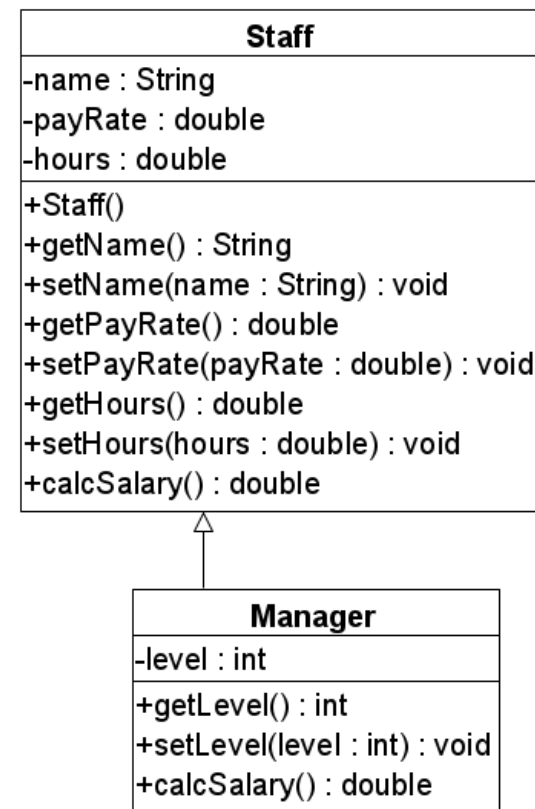 Staff
-name : String
-payRate : double
-hours : double
+Staff()
+getName() : String
+setName(name : String) : void
+getPayRate() : double
+setPayRate(payRate : double) : void
+getHours() : double
+setHours(hours : double) : void
+calcSalary() : double
Manager
-level : int
+getLevel() : int
+setLevel(level : int) : void
+calcSalary() : double